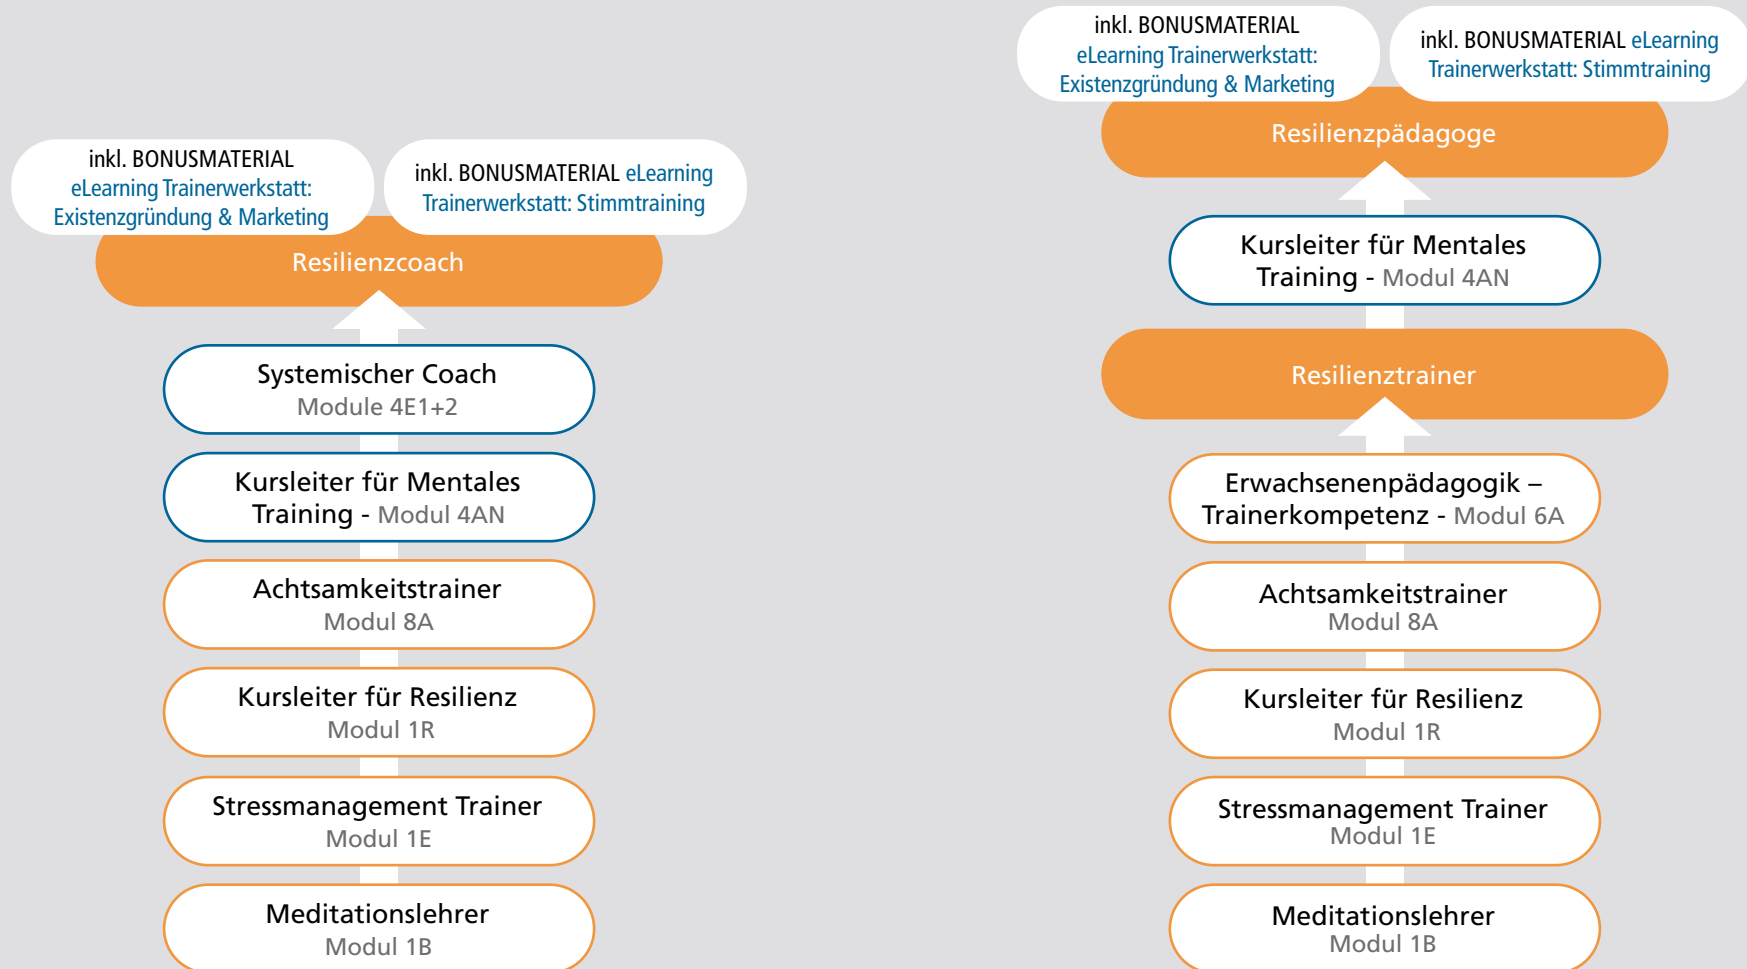 inkl. BONUSMATERIAL
eLearning Trainerwerkstatt:
Existenzgründung & Marketing
inkl. BONUSMATERIAL eLearning
Trainerwerkstatt: Stimmtraining
Resilienzcoach
Systemischer Coach
Module 4E1+2
Kursleiter für Mentales
Training - Modul 4AN
Achtsamkeitstrainer
Modul 8A
Kursleiter für Resilienz
Modul 1R
Stressmanagement Trainer
Modul 1E
Meditationslehrer
Modul 1B
inkl. BONUSMATERIAL
eLearning Trainerwerkstatt:
Existenzgründung & Marketing
inkl. BONUSMATERIAL eLearning
Trainerwerkstatt: Stimmtraining
Resilienzpädagoge
Kursleiter für Mentales
Training - Modul 4AN
Resilienztrainer
Erwachsenenpädagogik –
Trainerkompetenz - Modul 6A
Achtsamkeitstrainer
Modul 8A
Kursleiter für Resilienz
Modul 1R
Stressmanagement Trainer
Modul 1E
Meditationslehrer
Modul 1B